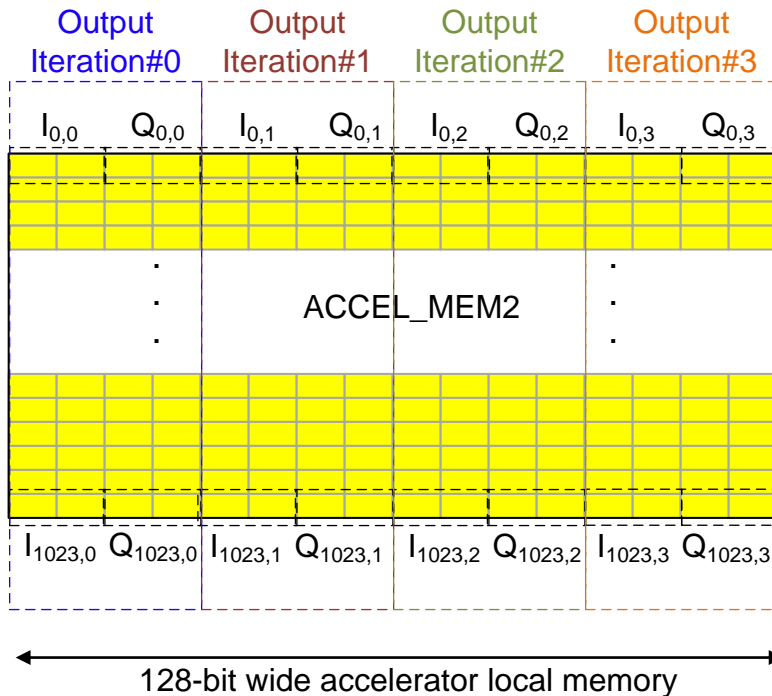 Output Output Output Output
Iteration#0 Iteration#1 Iteration#2 Iteration#3
I0,0 Q0,0 I0,1 Q0,1 I0,2 Q0,2 I0,3 Q0,3
ACCEL_MEM2
I1023,0 Q1023,0 I1023,1 Q1023,1 I1023,2 Q1023,2 I1023,3 Q1023,3
128-bit wide accelerator local memory